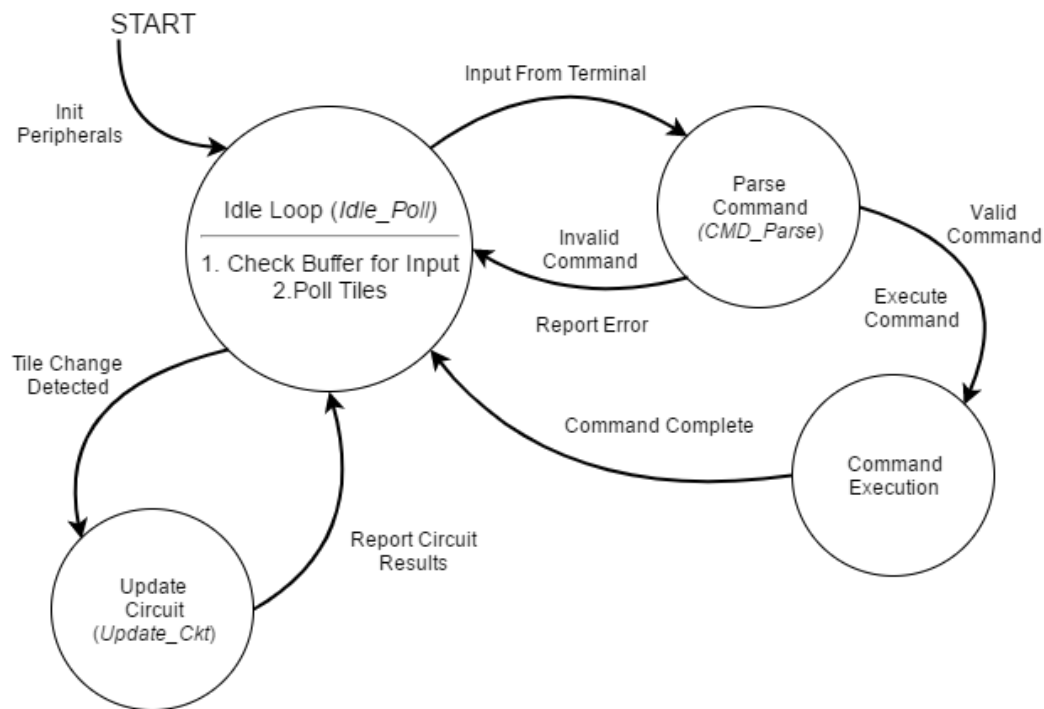 START
Init
Peripherals
Input From Terminal
Idle Loop (Idle_Poll)
1. Check Buffer for Input
2.Poll Tiles
Parse
Command
(CMD_Parse)
Invalid
Command
Report Error
Valid
Command
Execute
Command
Tile Change
Detected
Command Complete
Command
Execution
Report Circuit
Results
Update
Circuit
(Update_Ckt)